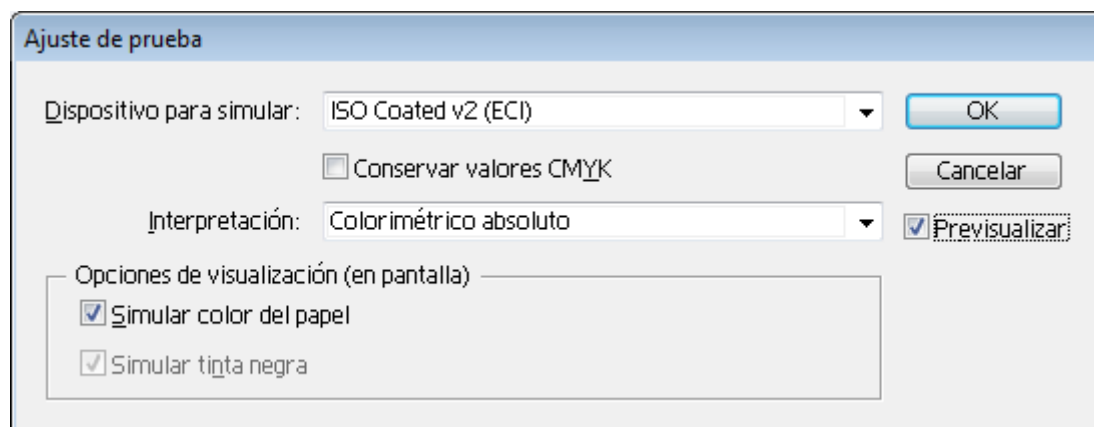 Ajuste de prueba
Dispositivo para simular: ISO Coated v2 (ECI) OK
Conservar valores CMYK Cancelar
Interpretación: Colorimétrico absoluto Previsualizar
Opciones de visualización (en pantalla)
Simular color del papel
Simular tinta negra